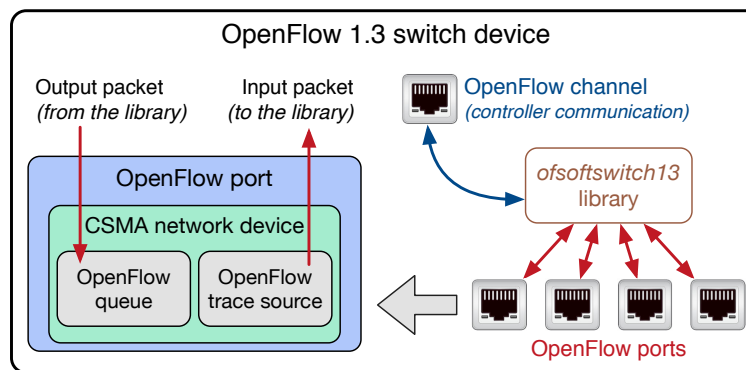 OpenFlow 1.3 switch device
Output packet
(from the library)
Input packet
(to the library)
OpenFlow channel
(controller communication)
OpenFlow port
CSMA network device
OpenFlow
queue
OpenFlow
trace source
ofsoftswitch13
library
OpenFlow ports